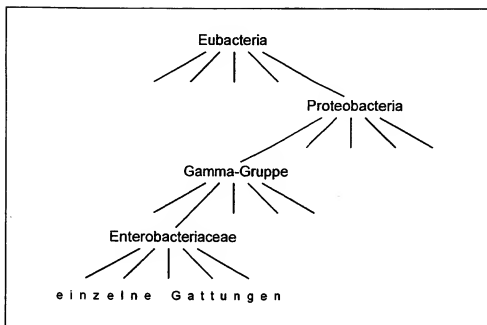 Eubacteria
Proteobacteria
Gamma-Gruppe
Enterobacteriaceae
einzelne Gattungen